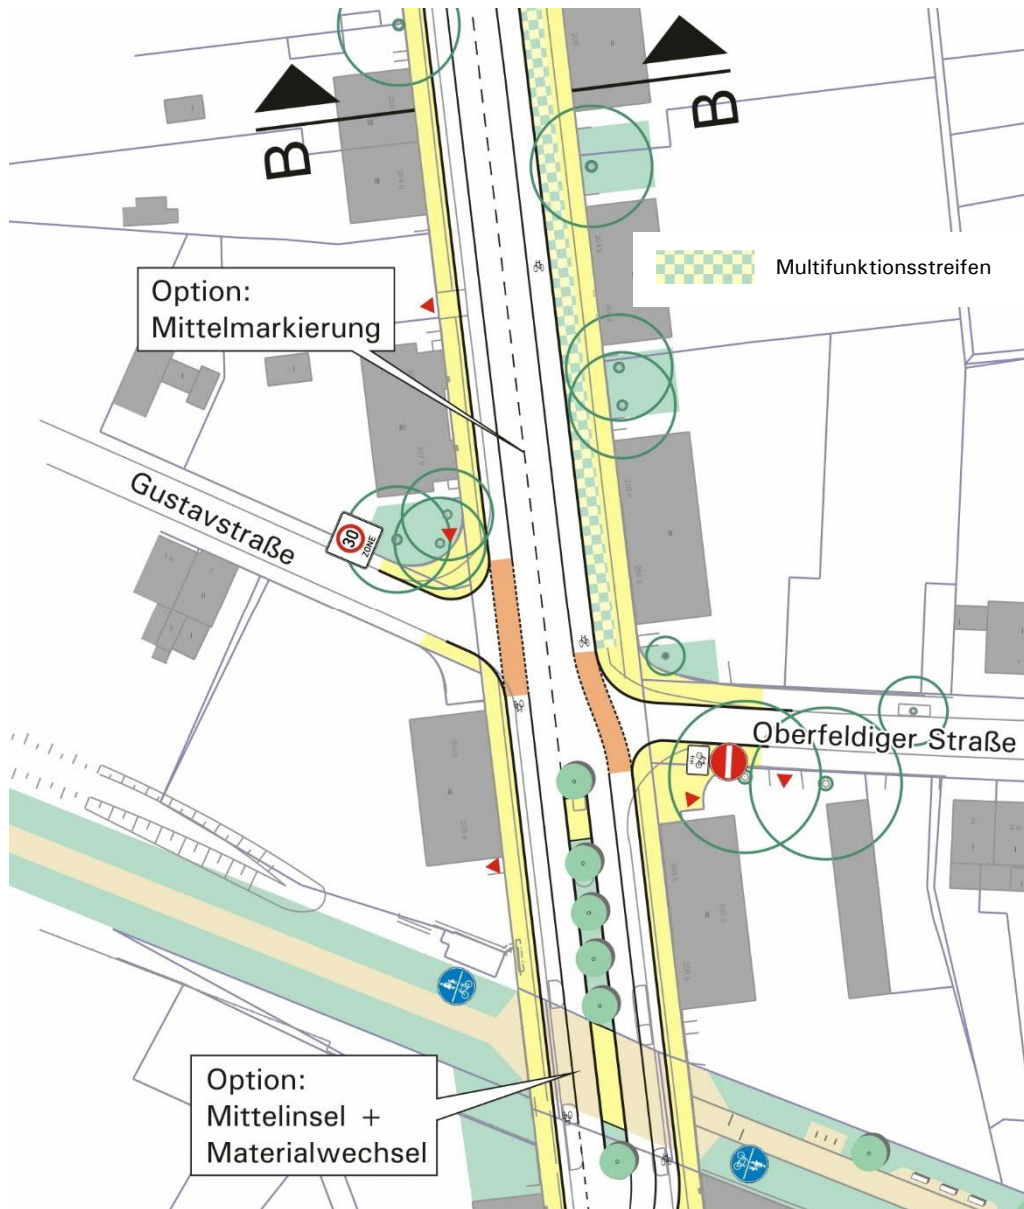 B
B
Multifunktionsstreifen
Option:
Mittelmarkierung
Gustavstraße
30
ZONE
Oberfeldiger Straße
Option:
Mittelinsel +
Materialwechsel